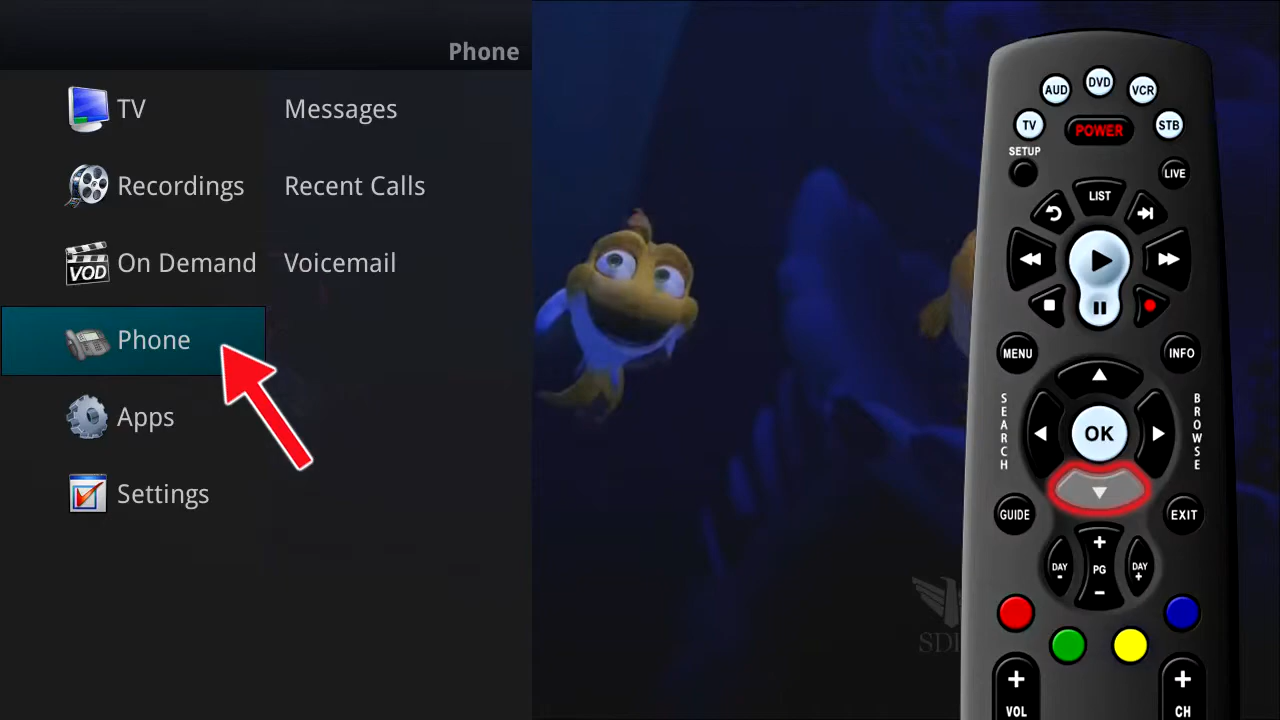 Phone
TV
Recordings
On Demand
VOD
Phone
Apps
Settings
Messages
Recent Calls
Voicemail
AUD
DVD
VCR
TV
POWER
STB
SETUP
LIVE
LIST
MENU
INFO
SEARCH
OK
BROWSE
GUIDE
EXIT
+
DAY
-
PG
DAY
+
-
+
VOL
+
CH